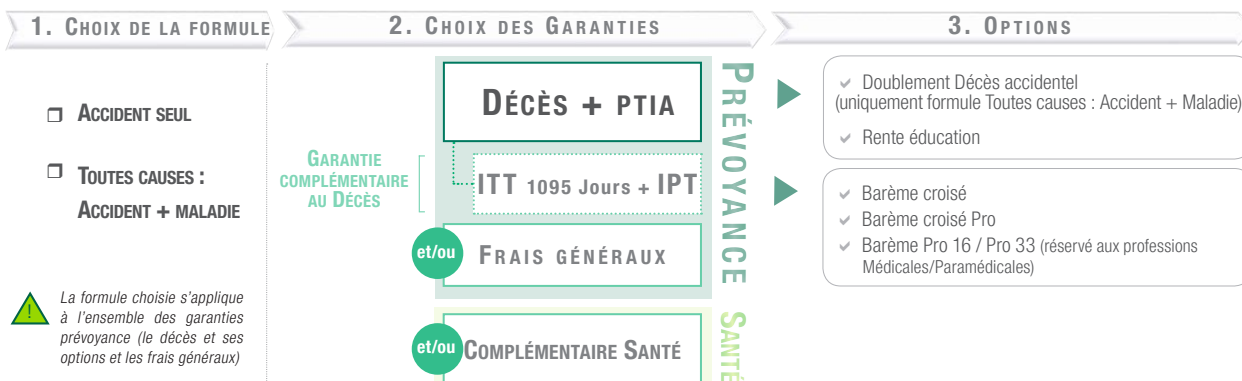 1. CHOIX DE LA FORMULE
2. CHOIX DES GARANTIES
3. OPTIONS
❒ ACCIDENT SEUL
❒ TOUTES CAUSES :
ACCIDENT + MALADIE
!
La formule choisie s'applique
à l'ensemble des garanties
prévoyance (le décès et ses
options et les frais généraux)
DÉCÈS + PTIA
GARANTIE
COMPLÉMENTAIRE
AU DÉCÈS
ITT 1095 Jours + IPT
et/ou
FRAIS GÉNÉRAUX
PRÉVOYANCE
et/ou
COMPLÉMENTAIRE SANTÉ
SANTÉ
Doublement Décès accidentel
(uniquement formule Toutes causes : Accident + Maladie)
Rente éducation
Barème croisé
Barème croisé Pro
Barème Pro 16 / Pro 33 (réservé aux professions
Médicales/Paramédicales)